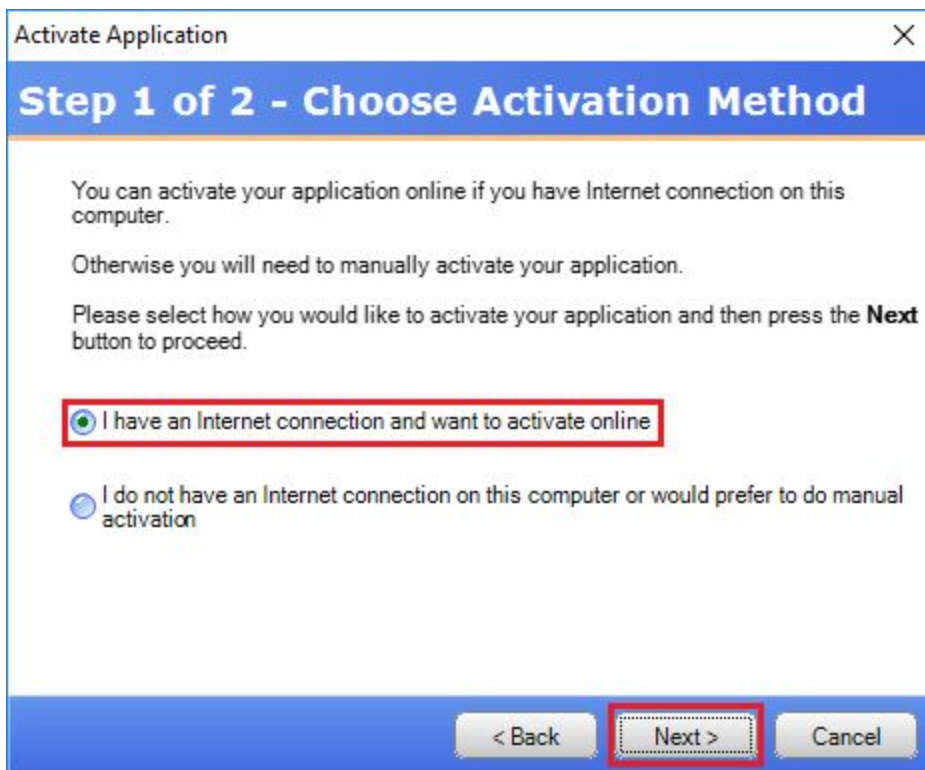 Activate Application
Step 1 of 2 - Choose Activation Method
You can activate your application online if you have Internet connection on this
computer.
Otherwise you will need to manually activate your application.
Please select how you would like to activate your application and then press the Next
button to proceed.
I have an Internet connection and want to activate online
I do not have an Internet connection on this computer or would prefer to do manual
activation
< Back Next > Cancel